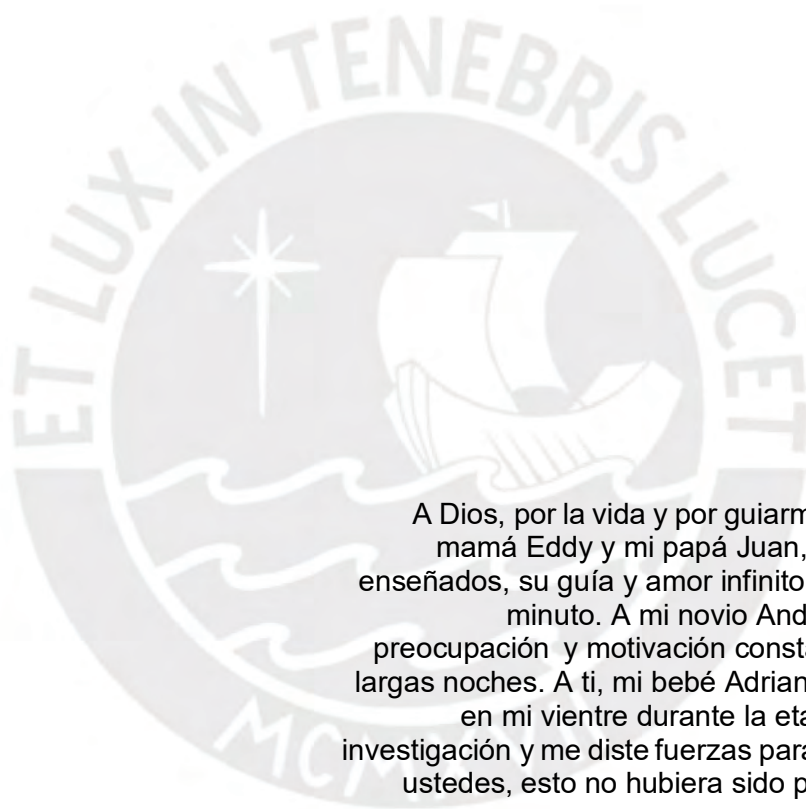 ET LUX IN TENEBRIS LUCET
A Dios, por la vida y por guiarm
mamá Eddy y mi papá Juan,
enseñados, su guía y amor infinito
minuto. A mi novio And
preocupación y motivación consta
largas noches. A ti, mi bebé Adrian
en mi vientre durante la eta
investigación y me diste fuerzas para
ustedes, esto no hubiera sido p